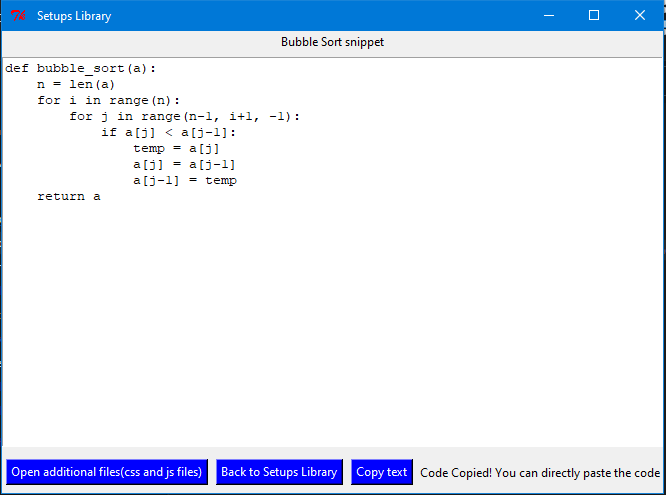 Setups Library
Bubble Sort snippet
def bubble_sort(a):
    n = len(a)
    for i in range(n):
        for j in range(n-1, i+1, -1):
            if a[j] < a[j-1]:
                temp = a[j]
                a[j] = a[j-1]
                a[j-1] = temp
    return a
Open additional files(css and js files) Back to Setups Library Copy text Code Copied! You can directly paste the code